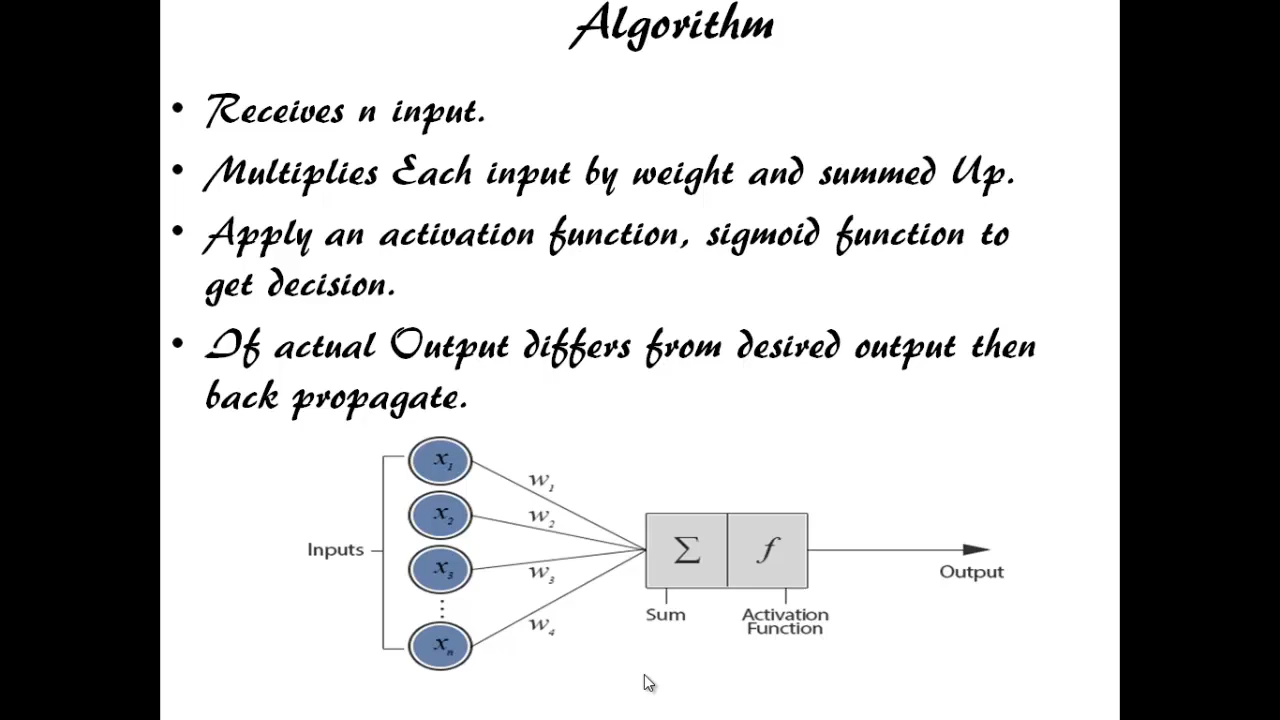 Algorithm
• Receives n input.
• Multiplies Each input by weight and summed Up.
• Apply an activation function, sigmoid function to
get decision.
• If actual Output differs from desired output then
back propagate.
x1
w1
x2
w2
Inputs
x3
w3
Σ
f
Output
Sum
Activation
Function
w4
xn